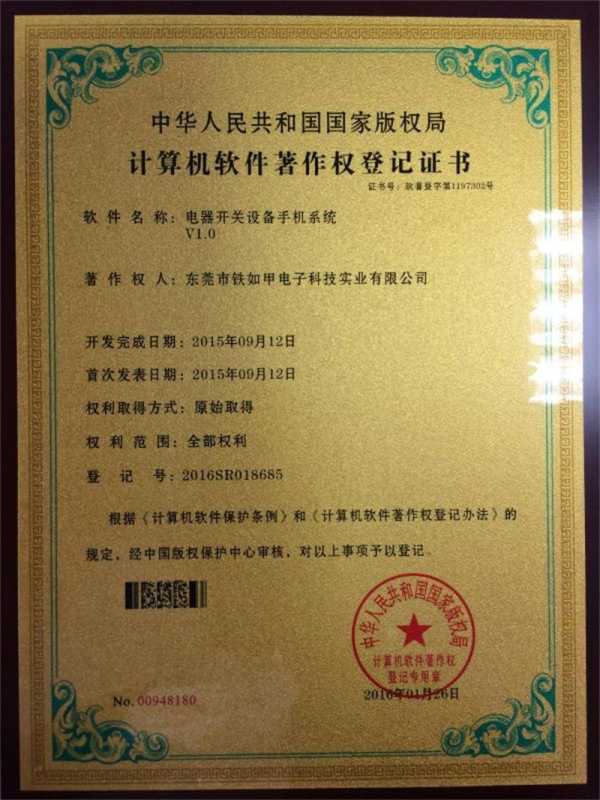 中华人民共和国国家版权局
计算机软件著作权登记证书
证书号：软著登字第1197302号
软件名称：电器开关设备手机系统
V1.0
著作权人：东莞市铁如甲电子科技实业有限公司
开发完成日期：2015年09月12日
首次发表日期：2015年09月12日
权利取得方式：原始取得
权利范围：全部权利
登记号：2016SR018685
根据《计算机软件保护条例》和《计算机软件著作权登记办法》的
规定，经中国版权保护中心审核，对以上事项予以登记。
中华人民共和国国家版权局
计算机软件著作权
登记专用章
No. 00948180
2016年01月26日